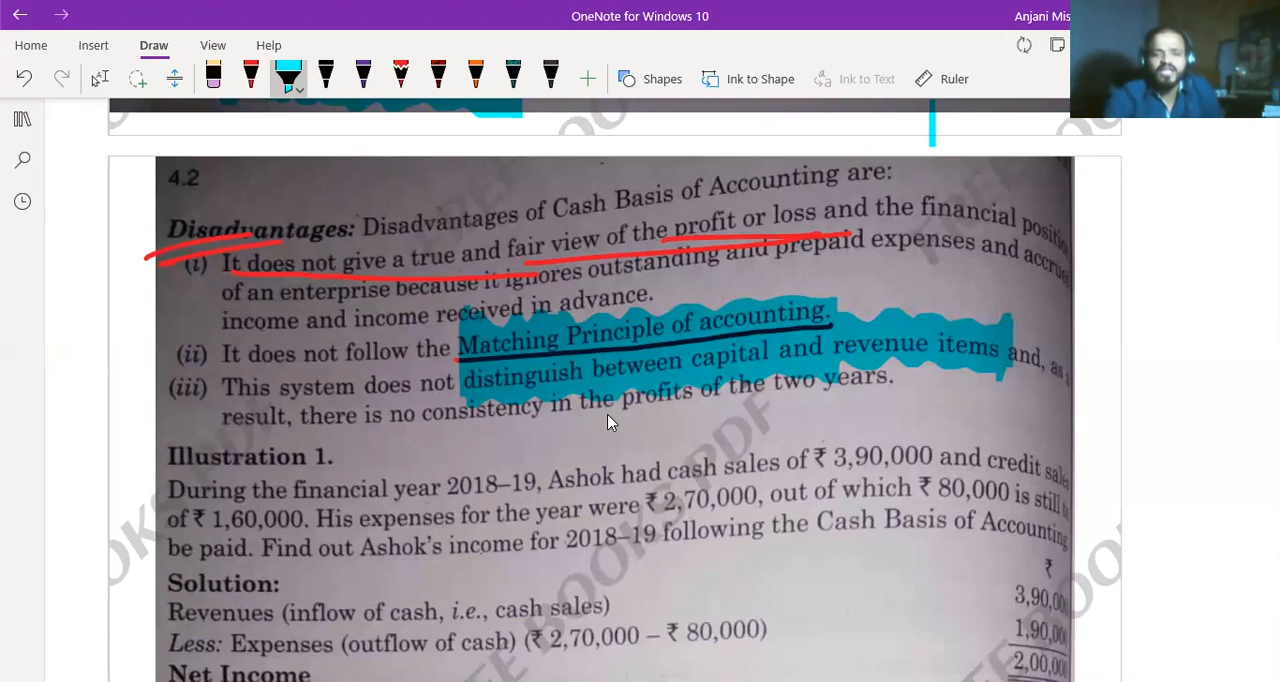 OneNote for Windows 10
Anjani Mis
Home Insert Draw View Help
Shapes Ink to Shape Ink to Text Ruler
4.2
Disadvantages: Disadvantages of Cash Basis of Accounting are:
(i) It does not give a true and fair view of the profit or loss and the financial positi
of an enterprise because it ignores outstanding and prepaid expenses and accru
income and income received in advance.
(ii) It does not follow the Matching Principle of accounting.
(iii) This system does not distinguish between capital and revenue items and, as a
result, there is no consistency in the profits of the two years.
Illustration 1.
During the financial year 2018–19, Ashok had cash sales of ₹ 3,90,000 and credit sales
of ₹ 1,60,000. His expenses for the year were ₹ 2,70,000, out of which ₹ 80,000 is still
be paid. Find out Ashok's income for 2018–19 following the Cash Basis of Accounting
Solution:
₹
Revenues (inflow of cash, i.e., cash sales) 3,90,000
Less: Expenses (outflow of cash) (₹ 2,70,000 – ₹ 80,000) 1,90,000
Net Income 2,00,000